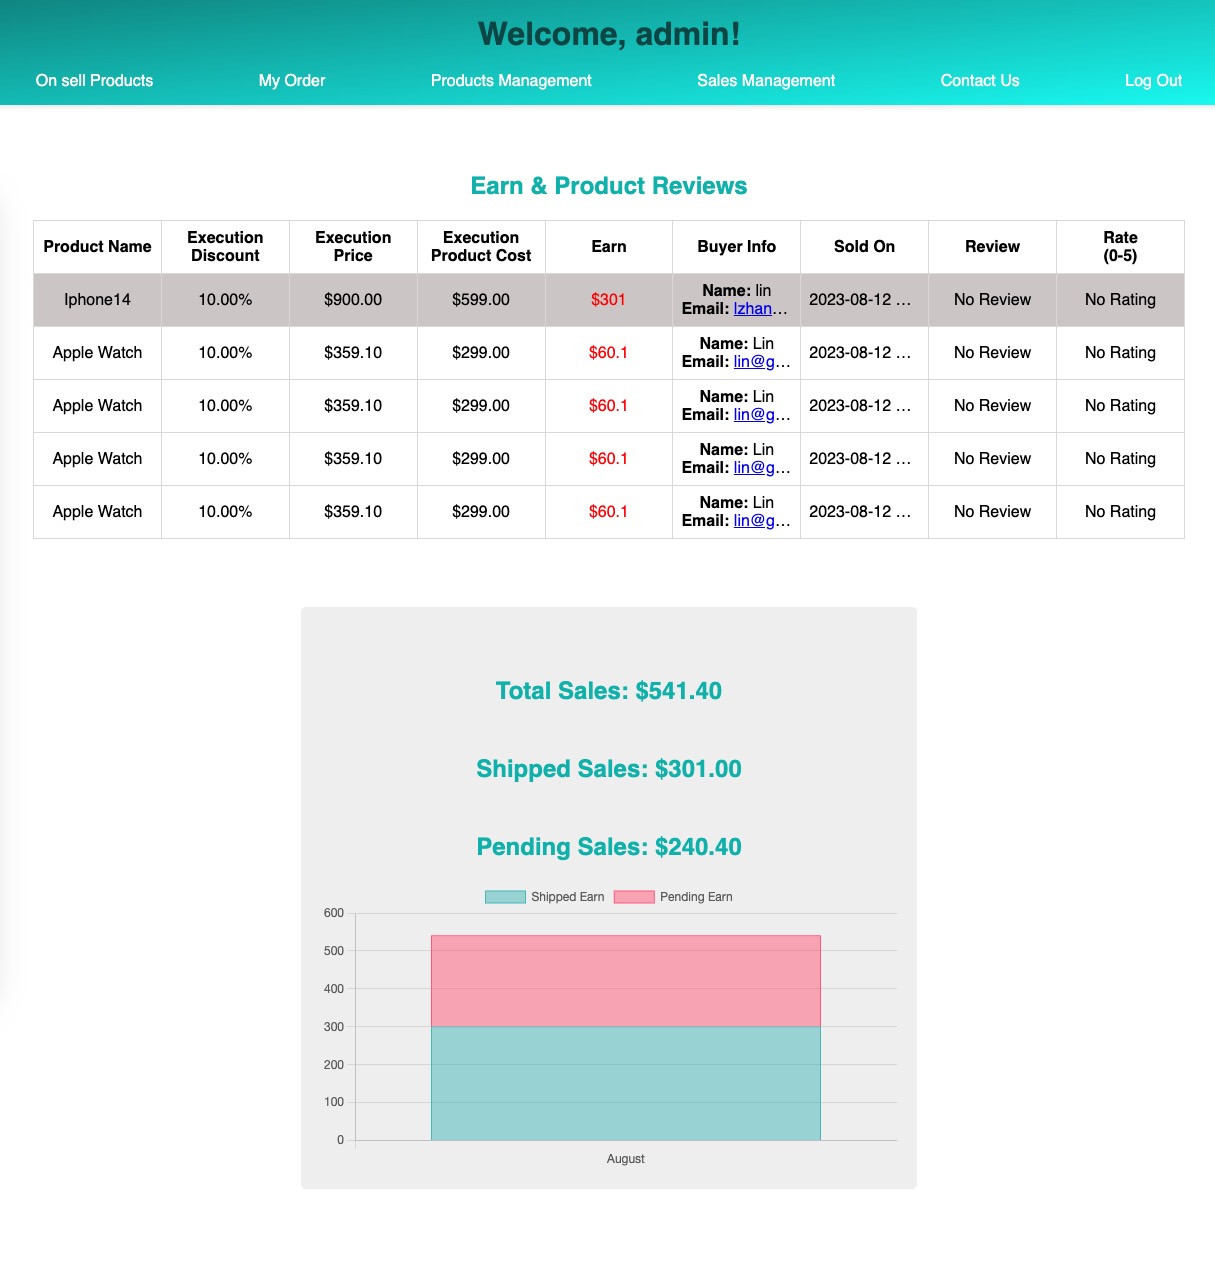 Welcome, admin!
On sell Products My Order Products Management Sales Management Contact Us Log Out
Earn & Product Reviews
Product Name Execution Discount Execution Price Execution Product Cost Earn Buyer Info Sold On Review Rate (0-5)
Iphone14 10.00% $900.00 $599.00 $301 Name: lin Email: lzhan… 2023-08-12 … No Review No Rating
Apple Watch 10.00% $359.10 $299.00 $60.1 Name: Lin Email: lin@g… 2023-08-12 … No Review No Rating
Apple Watch 10.00% $359.10 $299.00 $60.1 Name: Lin Email: lin@g… 2023-08-12 … No Review No Rating
Apple Watch 10.00% $359.10 $299.00 $60.1 Name: Lin Email: lin@g… 2023-08-12 … No Review No Rating
Apple Watch 10.00% $359.10 $299.00 $60.1 Name: Lin Email: lin@g… 2023-08-12 … No Review No Rating
Total Sales: $541.40
Shipped Sales: $301.00
Pending Sales: $240.40
Shipped Earn Pending Earn
600
500
400
300
200
100
0
August